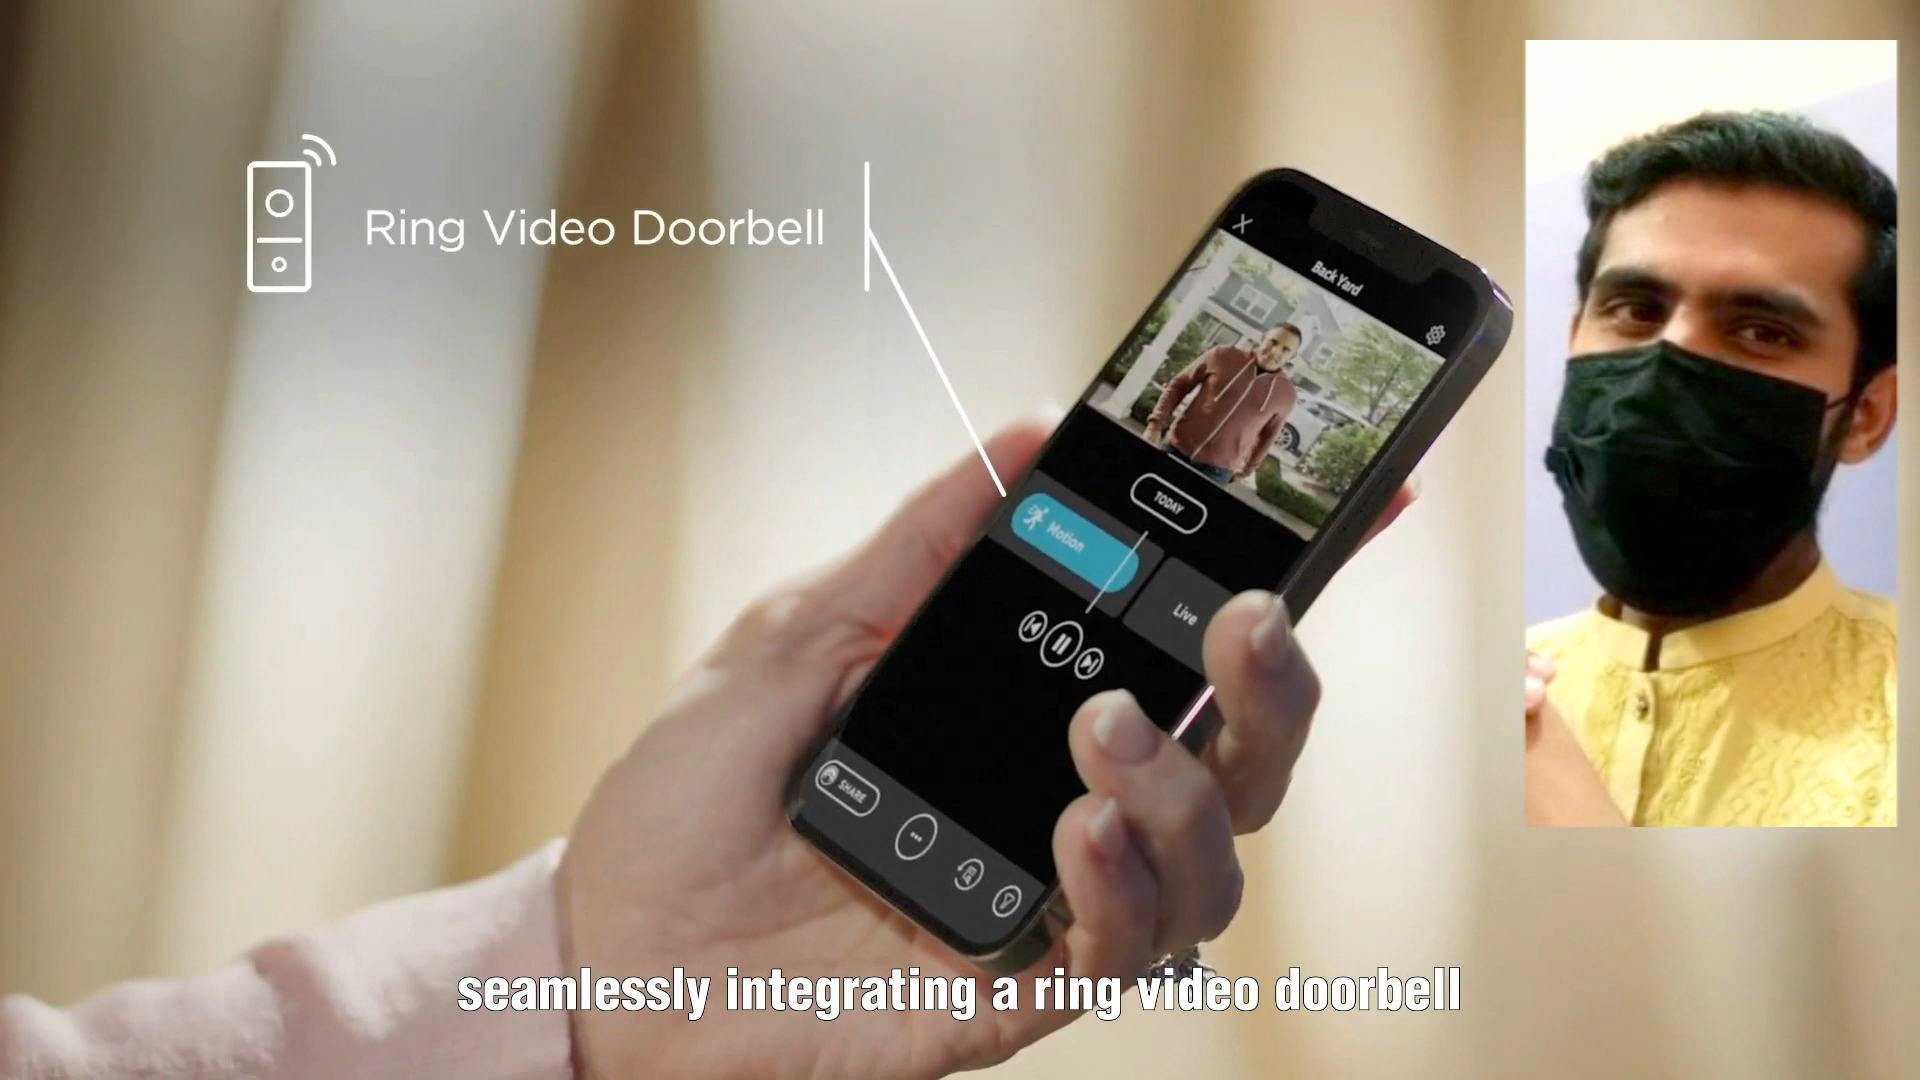 Ring Video Doorbell
Back Yard
TODAY
Motion
Live
SHARE
seamlessly integrating a ring video doorbell